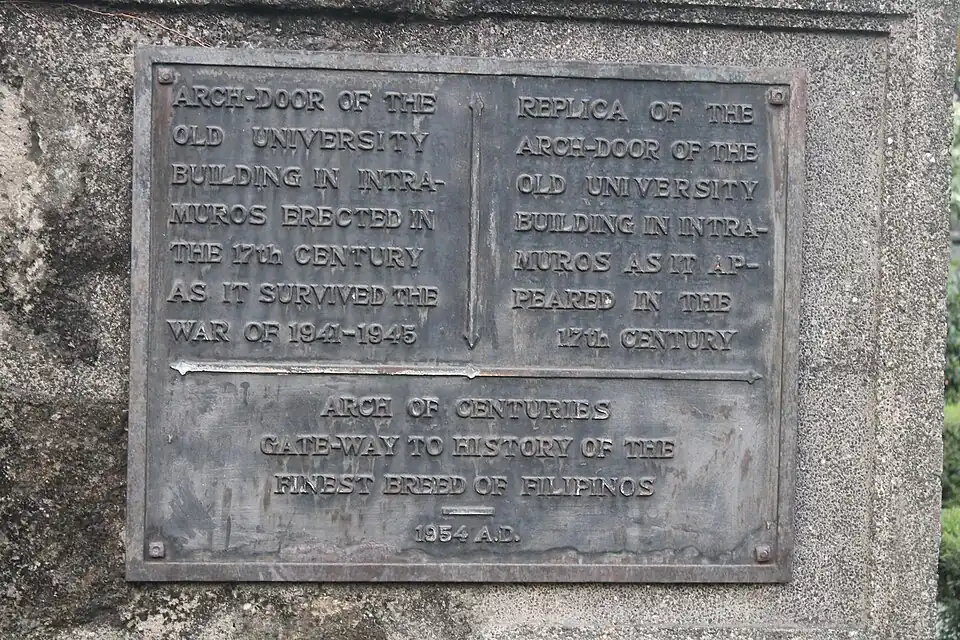 ARCH-DOOR OF THE
OLD UNIVERSITY
BUILDING IN INTRA-
MUROS ERECTED IN
THE 17th CENTURY
AS IT SURVIVED THE
WAR OF 1941-1945
REPLICA OF THE
ARCH-DOOR OF THE
OLD UNIVERSITY
BUILDING IN INTRA-
MUROS AS IT AP-
PEARED IN THE
17th CENTURY
ARCH OF CENTURIES
GATE-WAY TO HISTORY OF THE
FINEST BREED OF FILIPINOS
1954 A.D.